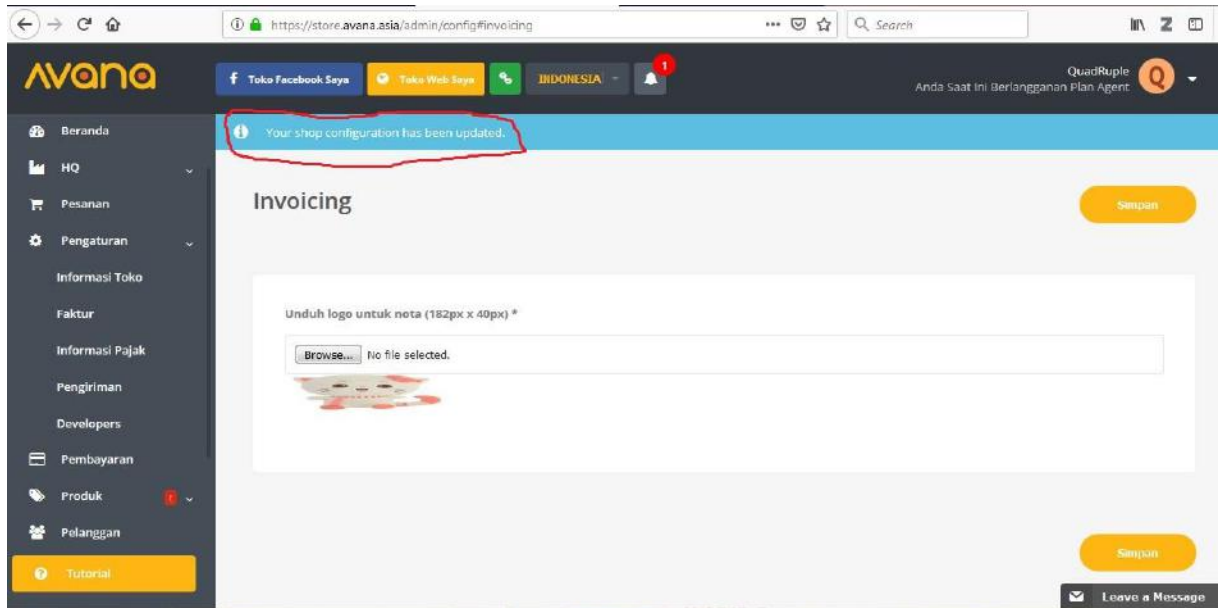 https://store.avana.asia/admin/config#invoicing
Search
Avana
f Toko Facebook Saya
Toko Web Saya
INDONESIA
1
QuadRuple
Anda Saat Ini Berlangganan Plan Agent
Q
Beranda
Your shop configuration has been updated.
HQ
Invoicing
Simpan
Pesanan
Pengaturan
Informasi Toko
Faktur
Unduh logo untuk nota (182px x 40px) *
Informasi Pajak
Browse... No file selected.
Pengiriman
Developers
Pembayaran
Produk
Pelanggan
Tutorial
Simpan
Leave a Message